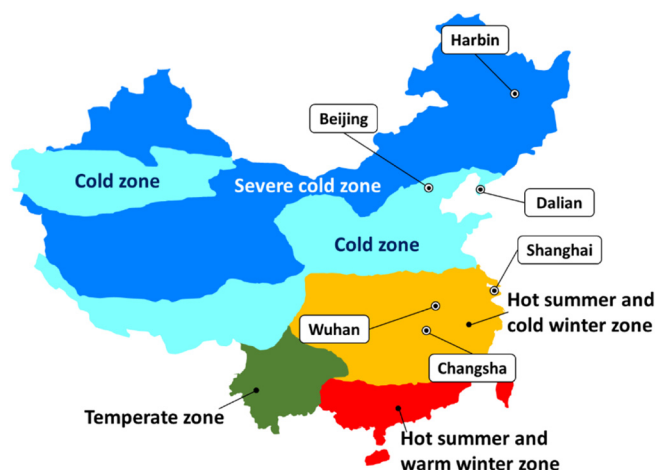 Harbin
Beijing
Cold zone
Severe cold zone
Dalian
Cold zone
Shanghai
Hot summer and
cold winter zone
Wuhan
Changsha
Temperate zone
Hot summer and
warm winter zone